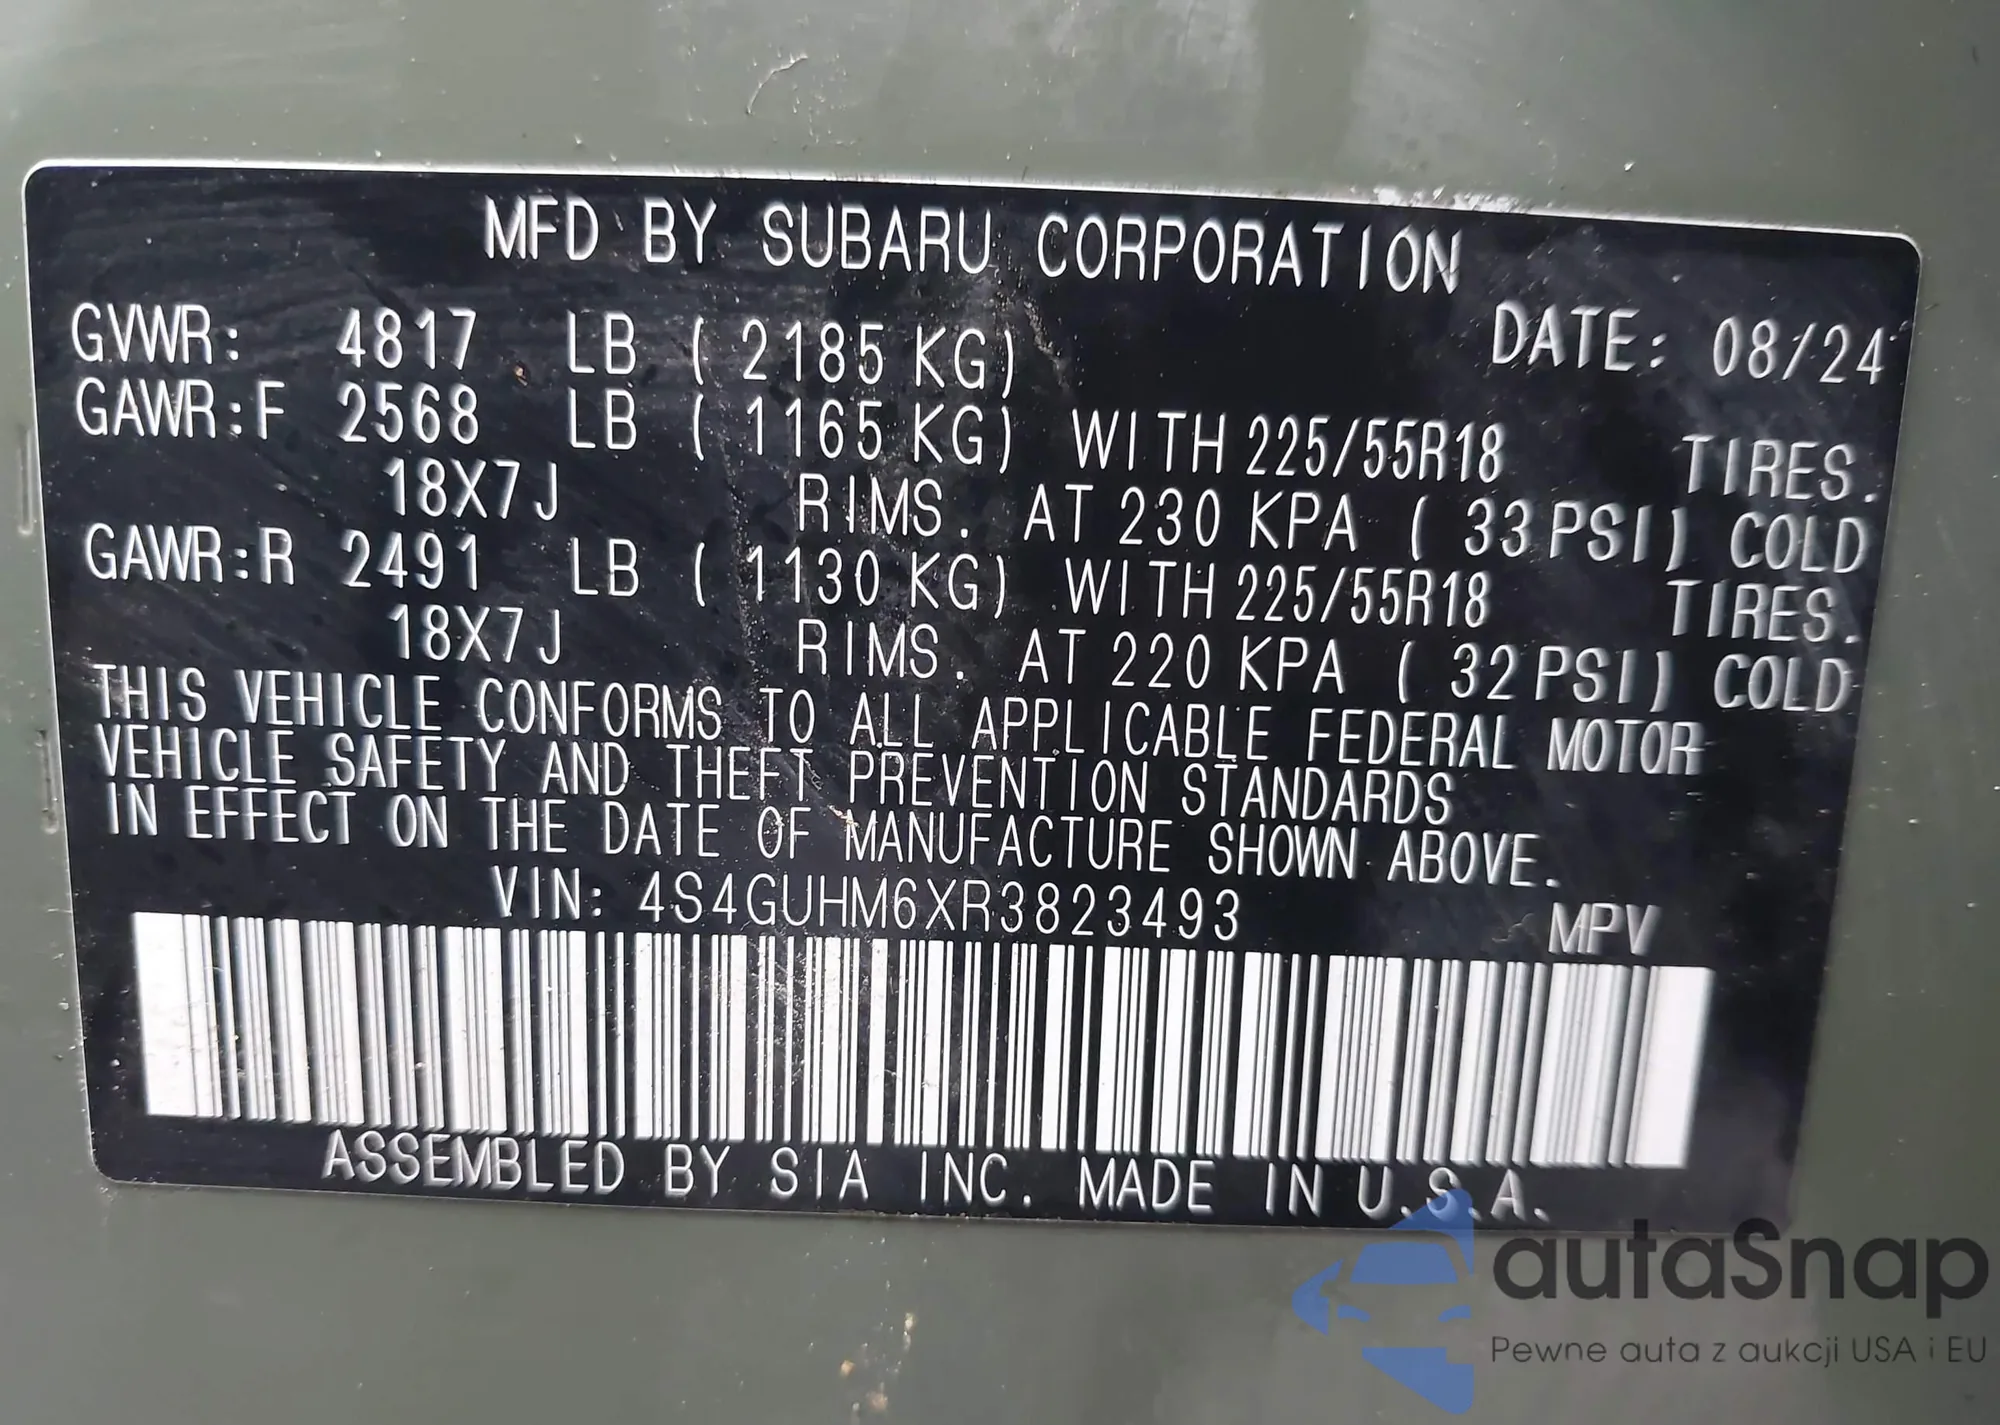 MFD BY SUBARU CORPORATION
GVWR: 4817 LB ( 2185 KG) DATE: 08/24
GAWR:F 2568 LB ( 1165 KG) WITH 225/55R18 TIRES.
18X7J RIMS. AT 230 KPA ( 33 PSI) COLD
GAWR:R 2491 LB ( 1130 KG) WITH 225/55R18 TIRES.
18X7J RIMS. AT 220 KPA ( 32 PSI) COLD
THIS VEHICLE CONFORMS TO ALL APPLICABLE FEDERAL MOTOR
VEHICLE SAFETY AND THEFT PREVENTION STANDARDS
IN EFFECT ON THE DATE OF MANUFACTURE SHOWN ABOVE.
VIN: 4S4GUHM6XR3823493 MPV
ASSEMBLED BY SIA INC. MADE IN U.S.A.
autaSnap
Pewne auta z aukcji USA i EU